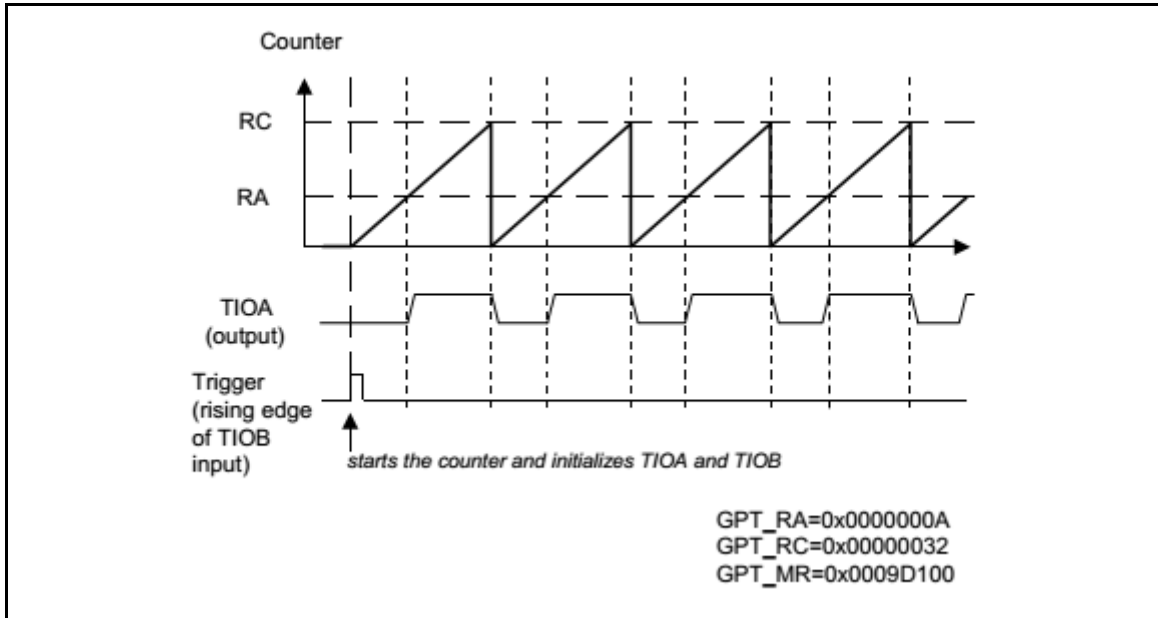 Counter
RC
RA
TIOA
(output)
Trigger
(rising edge
of TIOB
input)
starts the counter and initializes TIOA and TIOB
GPT_RA=0x0000000A
GPT_RC=0x00000032
GPT_MR=0x0009D100